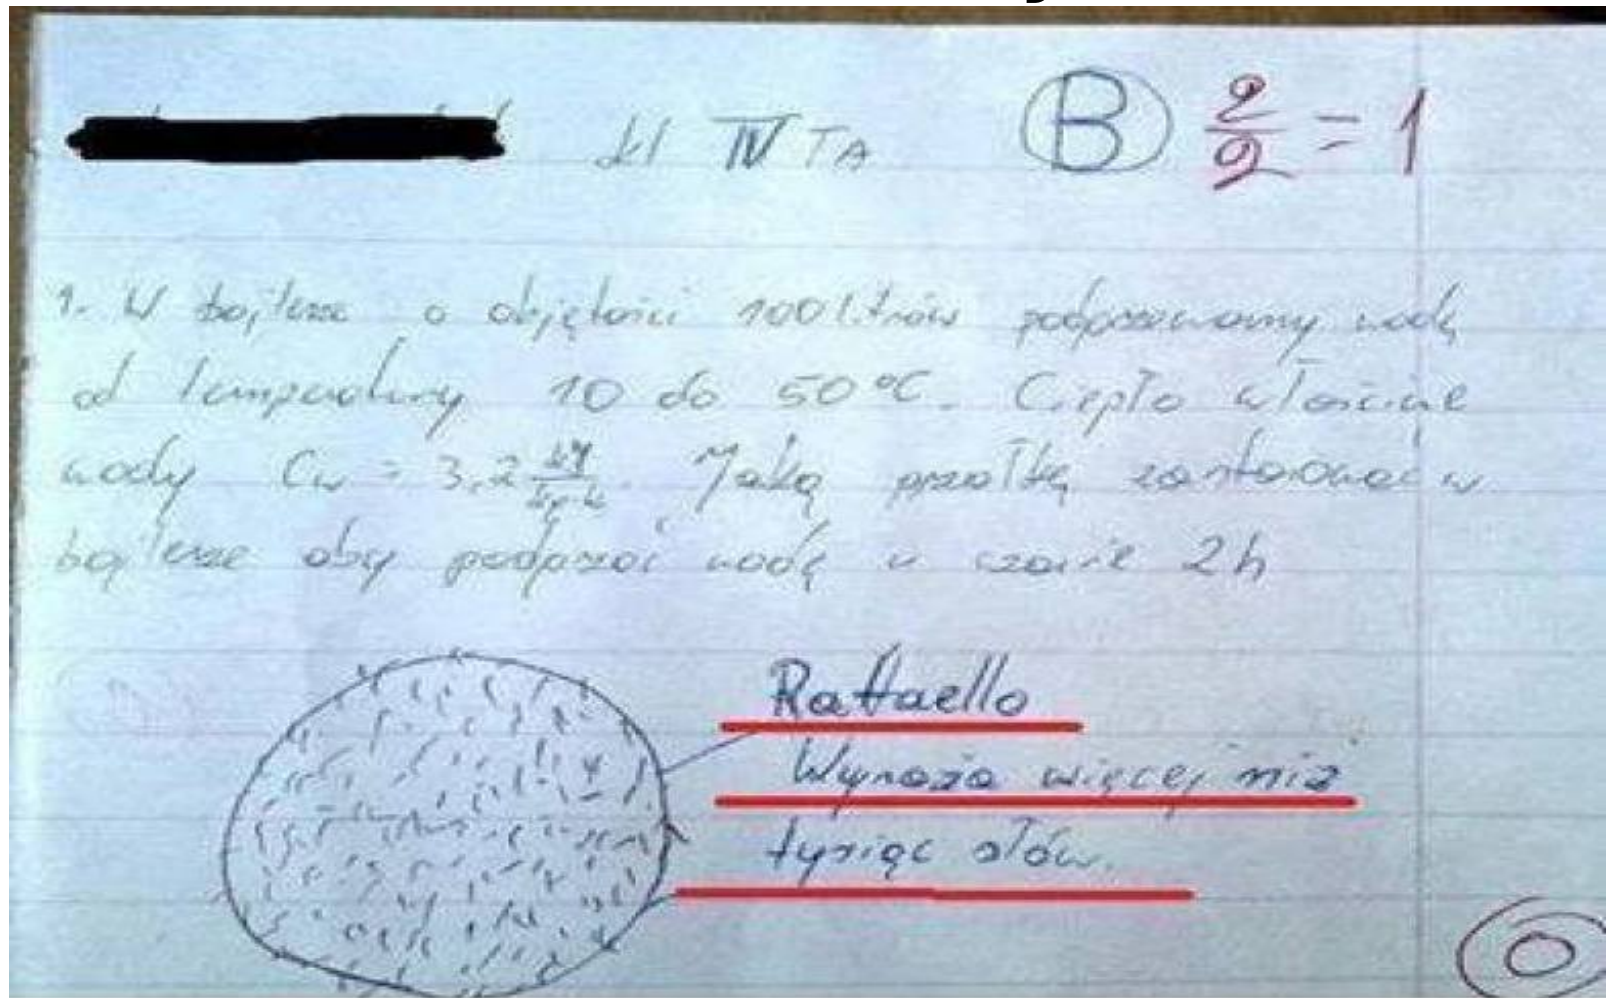 kl IV TA B 2/2 = 1
1. W bojlerze o objętości 100 litrów podgrzewamy wodę
od temperatury 10 do 50 °C. Ciepło właściwe
wody Cw = 3,2 kJ/kg·K. Jaką grzałkę zastosować w
bojlerze aby podgrzać wodę w czasie 2h
Raffaello
Wyraża więcej niż
tysiąc słów.
0